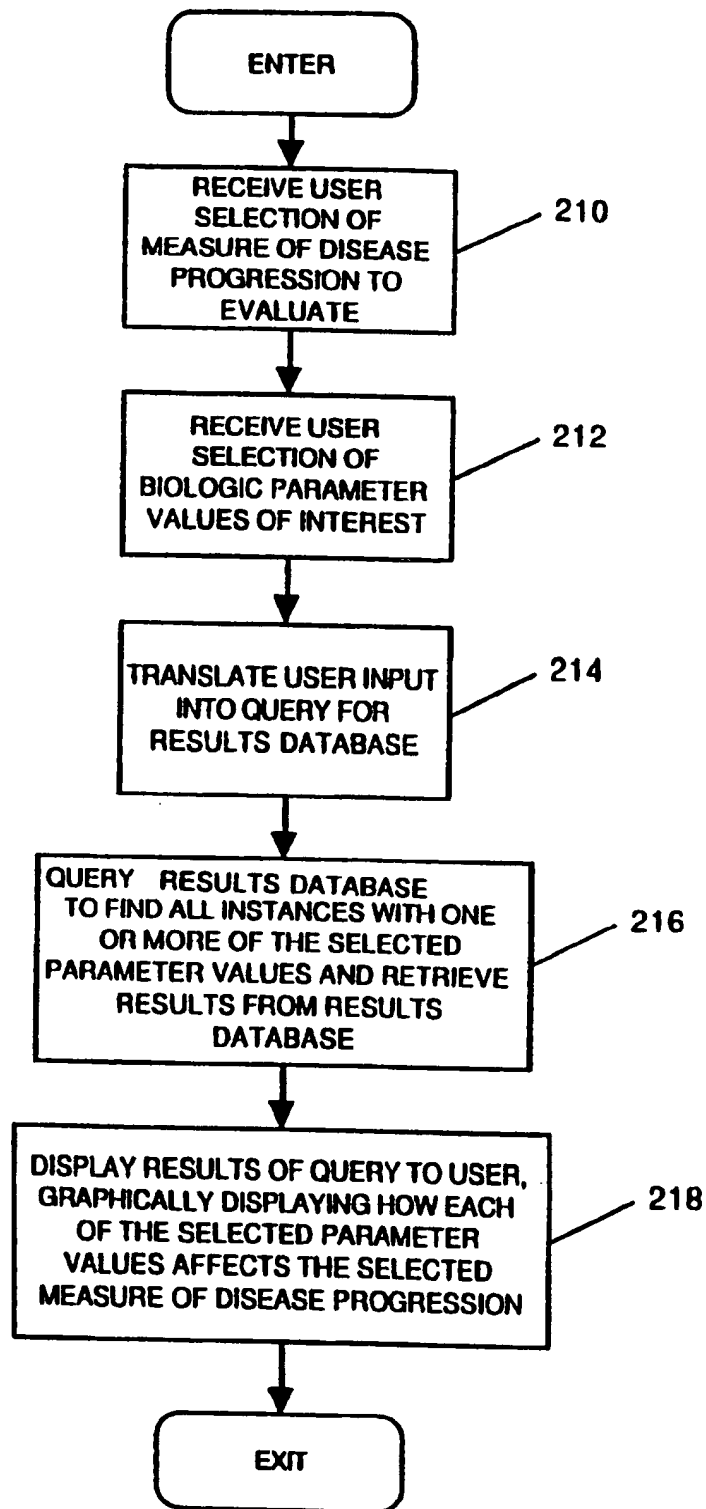 ENTER
RECEIVE USER
SELECTION OF
MEASURE OF DISEASE
PROGRESSION TO
EVALUATE
210
RECEIVE USER
SELECTION OF
BIOLOGIC PARAMETER
VALUES OF INTEREST
212
TRANSLATE USER INPUT
INTO QUERY FOR
RESULTS DATABASE
214
QUERY RESULTS DATABASE
TO FIND ALL INSTANCES WITH ONE
OR MORE OF THE SELECTED
PARAMETER VALUES AND RETRIEVE
RESULTS FROM RESULTS
DATABASE
216
DISPLAY RESULTS OF QUERY TO USER,
GRAPHICALLY DISPLAYING HOW EACH
OF THE SELECTED PARAMETER
VALUES AFFECTS THE SELECTED
MEASURE OF DISEASE PROGRESSION
218
EXIT